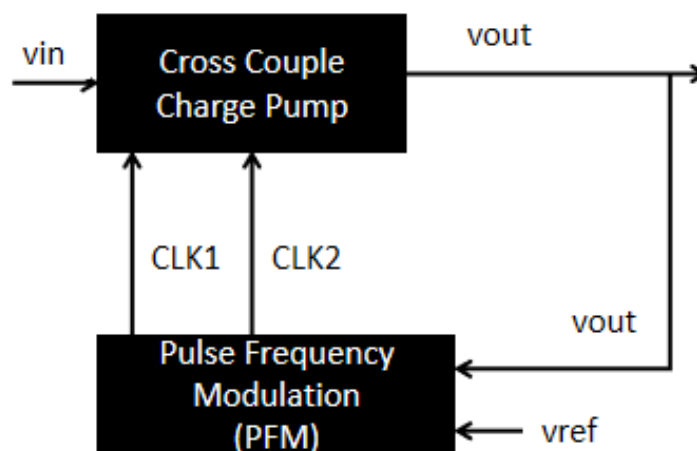 vin
Cross Couple
Charge Pump
vout
CLK1
CLK2
vout
Pulse Frequency
Modulation
(PFM)
vref